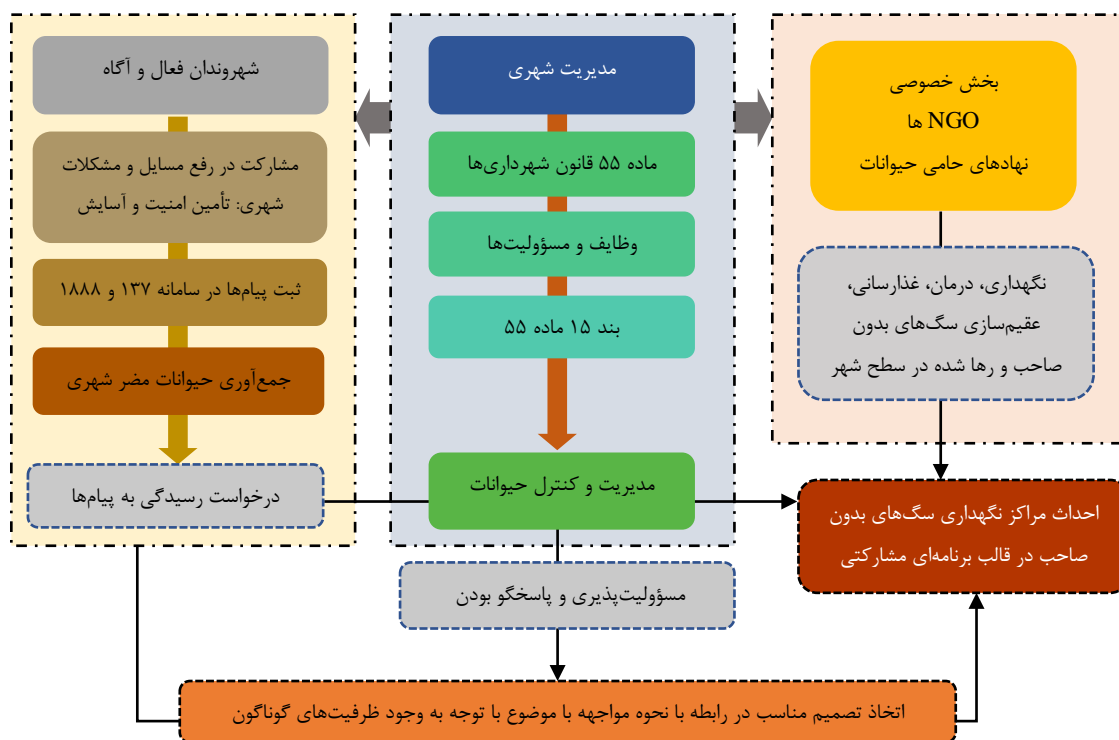 شهروندان فعال و آگاه
مشارکت در رفع مسایل و مشکلات
شهری: تأمین امنیت و آسایش
ثبت پیام‌ها در سامانه ۱۳۷ و ۱۸۸۸
جمع‌آوری حیوانات مضر شهری
درخواست رسیدگی به پیام‌ها
مدیریت شهری
ماده ۵۵ قانون شهرداری‌ها
وظایف و مسؤولیت‌ها
بند ۱۵ ماده ۵۵
مدیریت و کنترل حیوانات
مسؤولیت‌پذیری و پاسخگو بودن
بخش خصوصی
NGO ها
نهادهای حامی حیوانات
نگهداری، درمان، غذارسانی،
عقیم‌سازی سگ‌های بدون
صاحب و رها شده در سطح شهر
احداث مراکز نگهداری سگ‌های بدون
صاحب در قالب برنامه‌ای مشارکتی
اتخاذ تصمیم مناسب در رابطه با نحوه مواجهه با موضوع با توجه به وجود ظرفیت‌های گوناگون